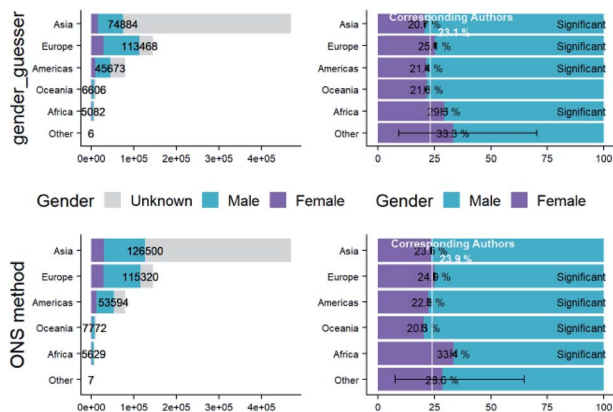 gender_guesser
Asia 74884
Europe 113468
Americas 45673
Oceania 6606
Africa 5082
Other 6
0e+00 1e+05 2e+05 3e+05 4e+05
Corresponding Authors
23.1 %
Asia Significant
Europe Significant
Americas Significant
Oceania Significant
Africa Significant
Other 33.3 %
0 25 50 75 100
Gender Unknown Male Female
Gender Male Female
ONS method
Asia 126500
Europe 115320
Americas 53594
Oceania 7772
Africa 5629
Other 7
0e+00 1e+05 2e+05 3e+05 4e+05
Corresponding Authors
23.9 %
Asia
Europe Significant
Americas Significant
Oceania Significant
Africa 33.4 % Significant
Other
0 25 50 75 100